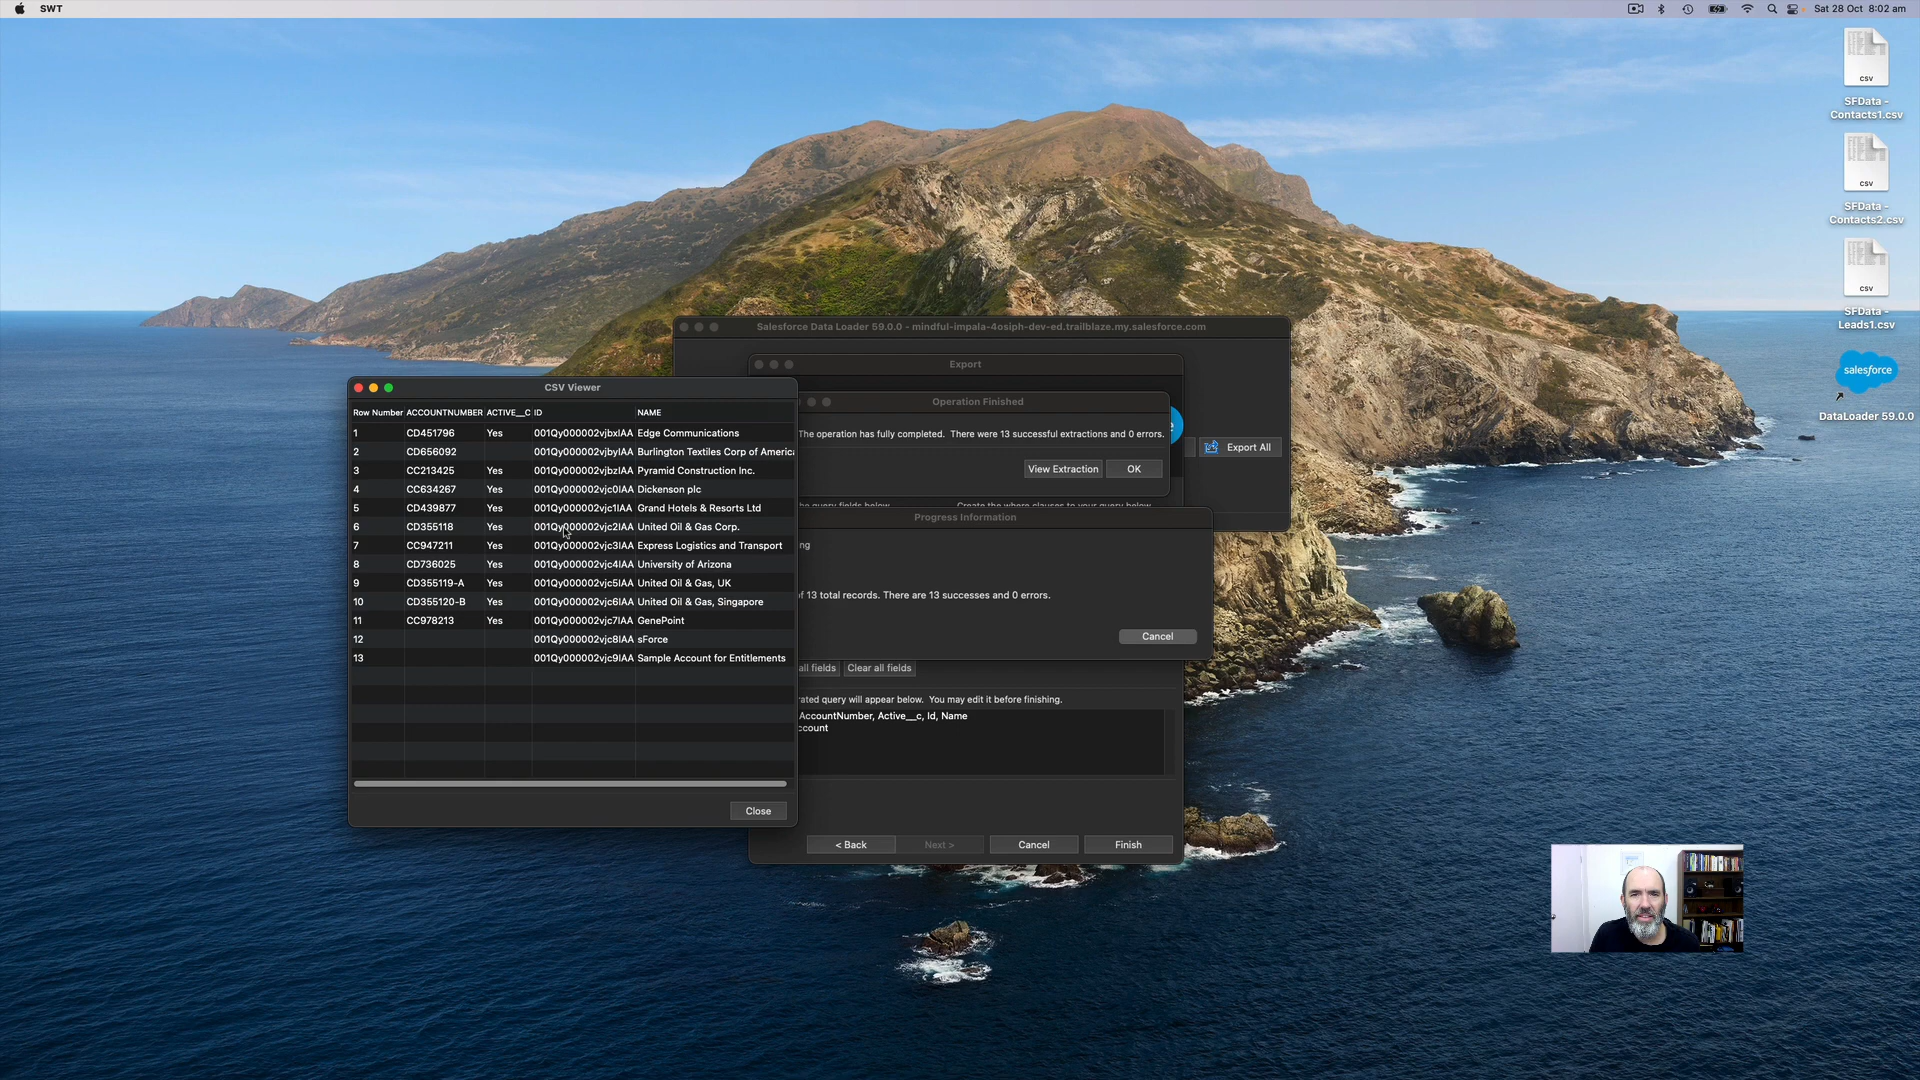 SWT
Sat 28 Oct 8:02 am
csv
SFData -
Contacts1.csv
csv
SFData -
Contacts2.csv
csv
SFData -
Leads1.csv
salesforce
DataLoader 59.0.0
Salesforce Data Loader 59.0.0 - mindful-impala-4osiph-dev-ed.trailblaze.my.salesforce.com
Export
Export All
Operation Finished
The operation has fully completed. There were 13 successful extractions and 0 errors.
View Extraction
OK
Progress Information
of 13 total records. There are 13 successes and 0 errors.
Cancel
all fields
Clear all fields
query will appear below. You may edit it before finishing.
AccountNumber, Active__c, Id, Name
< Back
Next >
Cancel
Finish
CSV Viewer
Row Number ACCOUNTNUMBER ACTIVE__C ID NAME
1 CD451796 Yes 001Qy000002vjbxIAA Edge Communications
2 CD656092 001Qy000002vjbyIAA Burlington Textiles Corp of America
3 CC213425 Yes 001Qy000002vjbzIAA Pyramid Construction Inc.
4 CC634267 Yes 001Qy000002vjc0IAA Dickenson plc
5 CD439877 Yes 001Qy000002vjc1IAA Grand Hotels & Resorts Ltd
6 CD355118 Yes 001Qy000002vjc2IAA United Oil & Gas Corp.
7 CC947211 Yes 001Qy000002vjc3IAA Express Logistics and Transport
8 CD736025 Yes 001Qy000002vjc4IAA University of Arizona
9 CD355119-A Yes 001Qy000002vjc5IAA United Oil & Gas, UK
10 CD355120-B Yes 001Qy000002vjc6IAA United Oil & Gas, Singapore
11 CC978213 Yes 001Qy000002vjc7IAA GenePoint
12 001Qy000002vjc8IAA sForce
13 001Qy000002vjc9IAA Sample Account for Entitlements
Close